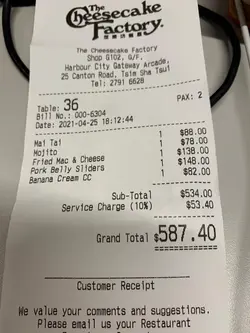 The
Cheesecake
Factory.
The Cheesecake Factory
Shop G102, G/F,
Harbour City Gateway Arcade,
25 Canton Road, Tsim Sha Tsui
Tel: 2791 6628
Table: 36 PAX: 2
Bill No.: 000-6304
Date: 2021-04-25 18:12:44
Mai Tai 1 $88.00
Mojito 1 $78.00
Fried Mac & Cheese 1 $138.00
Pork Belly Sliders 1 $148.00
Banana Cream CC 1 $82.00
Sub-Total $534.00
Service Charge (10%) $53.40
Grand Total $587.40
Customer Receipt
We value your comments and suggestions.
Please email us your Restaurant